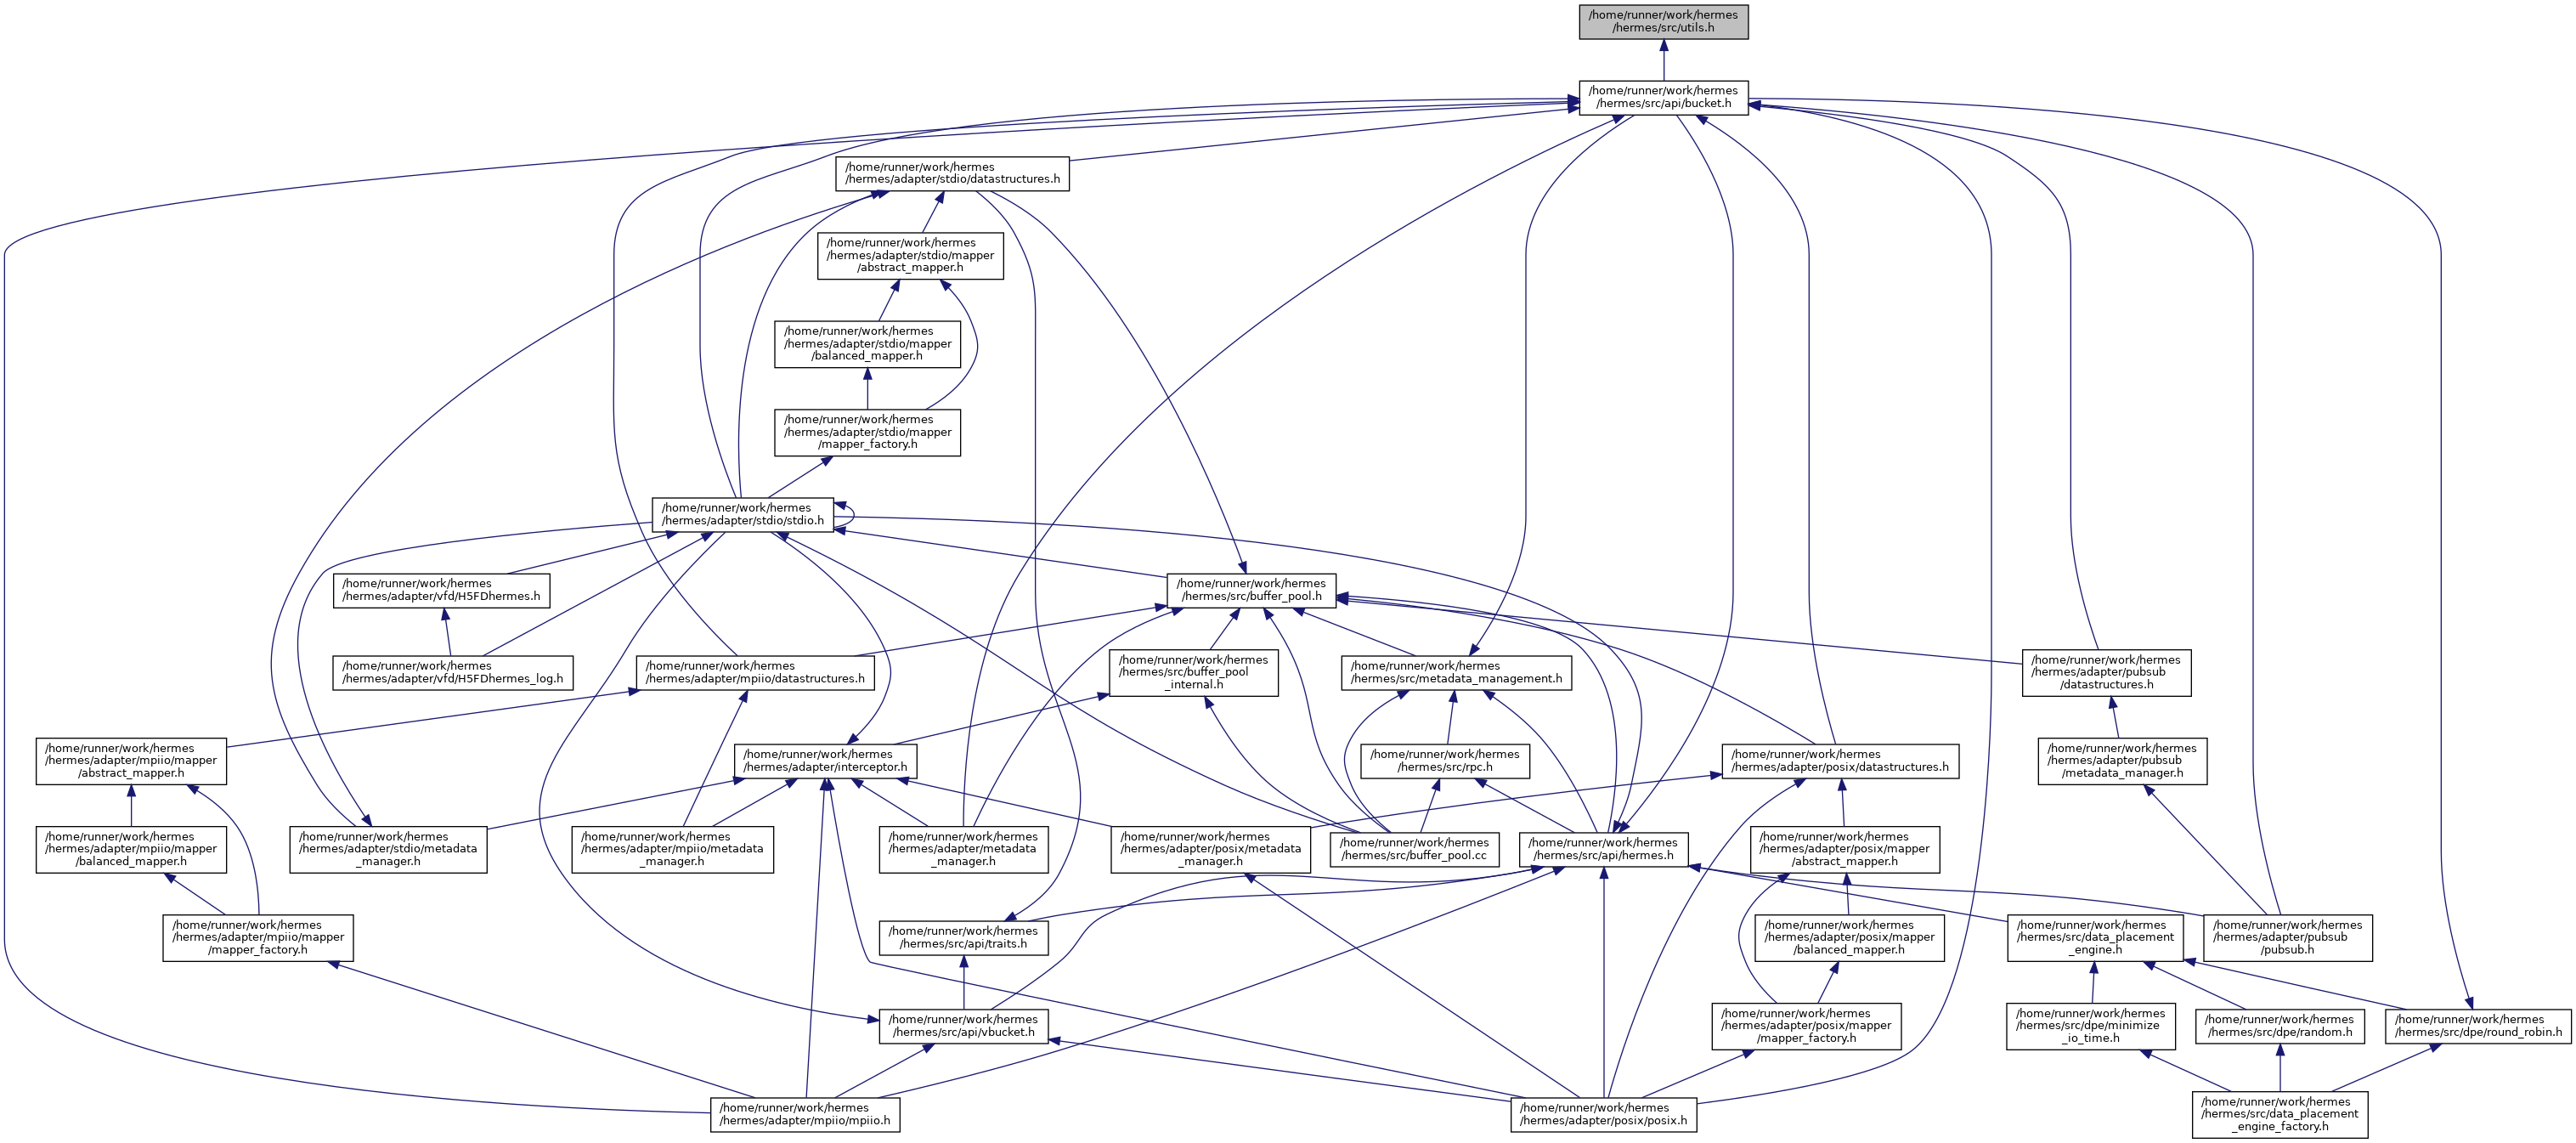 /home/runner/work/hermes
/hermes/src/utils.h
/home/runner/work/hermes
/hermes/src/api/bucket.h
/home/runner/work/hermes
/hermes/adapter/stdio/datastructures.h
/home/runner/work/hermes
/hermes/adapter/stdio/mapper
/abstract_mapper.h
/home/runner/work/hermes
/hermes/adapter/stdio/mapper
/balanced_mapper.h
/home/runner/work/hermes
/hermes/adapter/stdio/mapper
/mapper_factory.h
/home/runner/work/hermes
/hermes/adapter/stdio/stdio.h
/home/runner/work/hermes
/hermes/adapter/vfd/H5FDhermes.h
/home/runner/work/hermes
/hermes/src/buffer_pool.h
/home/runner/work/hermes
/hermes/adapter/vfd/H5FDhermes_log.h
/home/runner/work/hermes
/hermes/adapter/mpiio/datastructures.h
/home/runner/work/hermes
/hermes/src/buffer_pool
_internal.h
/home/runner/work/hermes
/hermes/src/metadata_management.h
/home/runner/work/hermes
/hermes/adapter/pubsub
/datastructures.h
/home/runner/work/hermes
/hermes/adapter/mpiio/mapper
/abstract_mapper.h
/home/runner/work/hermes
/hermes/adapter/interceptor.h
/home/runner/work/hermes
/hermes/src/rpc.h
/home/runner/work/hermes
/hermes/adapter/posix/datastructures.h
/home/runner/work/hermes
/hermes/adapter/pubsub
/metadata_manager.h
/home/runner/work/hermes
/hermes/adapter/mpiio/mapper
/balanced_mapper.h
/home/runner/work/hermes
/hermes/adapter/stdio/metadata
_manager.h
/home/runner/work/hermes
/hermes/adapter/mpiio/metadata
_manager.h
/home/runner/work/hermes
/hermes/adapter/metadata
_manager.h
/home/runner/work/hermes
/hermes/adapter/posix/metadata
_manager.h
/home/runner/work/hermes
/hermes/src/buffer_pool.cc
/home/runner/work/hermes
/hermes/src/api/hermes.h
/home/runner/work/hermes
/hermes/adapter/posix/mapper
/abstract_mapper.h
/home/runner/work/hermes
/hermes/adapter/mpiio/mapper
/mapper_factory.h
/home/runner/work/hermes
/hermes/src/api/traits.h
/home/runner/work/hermes
/hermes/adapter/posix/mapper
/balanced_mapper.h
/home/runner/work/hermes
/hermes/src/data_placement
_engine.h
/home/runner/work/hermes
/hermes/adapter/pubsub
/pubsub.h
/home/runner/work/hermes
/hermes/src/api/vbucket.h
/home/runner/work/hermes
/hermes/adapter/posix/mapper
/mapper_factory.h
/home/runner/work/hermes
/hermes/src/dpe/minimize
_io_time.h
/home/runner/work/hermes
/hermes/src/dpe/random.h
/home/runner/work/hermes
/hermes/src/dpe/round_robin.h
/home/runner/work/hermes
/hermes/adapter/mpiio/mpiio.h
/home/runner/work/hermes
/hermes/adapter/posix/posix.h
/home/runner/work/hermes
/hermes/src/data_placement
_engine_factory.h